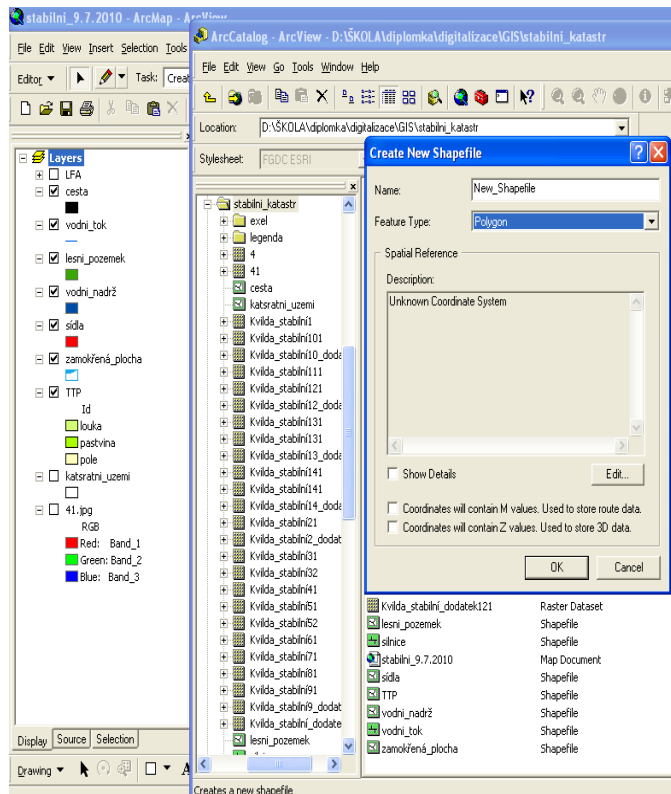 stabilni_9.7.2010 - ArcMap - ArcView
File Edit View Insert Selection Tools
Editor Task: Creat
Layers
LFA
cesta
vodni_tok
lesni_pozemek
vodni_nadrž
sídla
zamokřená_plocha
TTP
Id
louka
pastvina
pole
katsratni_uzemi
41.jpg
RGB
Red: Band_1
Green: Band_2
Blue: Band_3
Display Source Selection
Drawing A
ArcCatalog - ArcView - D:\ŠKOLA\diplomka\digitalizace\GIS\stabilni_katastr
File Edit View Go Tools Window Help
Location: D:\ŠKOLA\diplomka\digitalizace\GIS\stabilni_katastr
Stylesheet: FGDC ESRI
stabilni_katastr
exel
legenda
4
41
cesta
katsratni_uzemi
Kvilda_stabilní1
Kvilda_stabilní101
Kvilda_stabilní10_doda
Kvilda_stabilní111
Kvilda_stabilní121
Kvilda_stabilní12_doda
Kvilda_stabilní131
Kvilda_stabilní131
Kvilda_stabilní13_doda
Kvilda_stabilní141
Kvilda_stabilní141
Kvilda_stabilní14_doda
Kvilda_stabilní21
Kvilda_stabilní2_dodat
Kvilda_stabilní31
Kvilda_stabilní32
Kvilda_stabilní41
Kvilda_stabilní51
Kvilda_stabilní52
Kvilda_stabilní61
Kvilda_stabilní71
Kvilda_stabilní81
Kvilda_stabilní91
Kvilda_stabilní9_dodat
Kvilda_stabilní_dodate
lesni_pozemek
Create New Shapefile
Name: New_Shapefile
Feature Type: Polygon
Spatial Reference
Description:
Unknown Coordinate System
Show Details Edit...
Coordinates will contain M values. Used to store route data.
Coordinates will contain Z values. Used to store 3D data.
OK Cancel
Kvilda_stabilní_dodatek121 Raster Dataset
lesni_pozemek Shapefile
silnice Shapefile
stabilni_9.7.2010 Map Document
sídla Shapefile
TTP Shapefile
vodni_nadrž Shapefile
vodni_tok Shapefile
zamokřená_plocha Shapefile
Creates a new shapefile